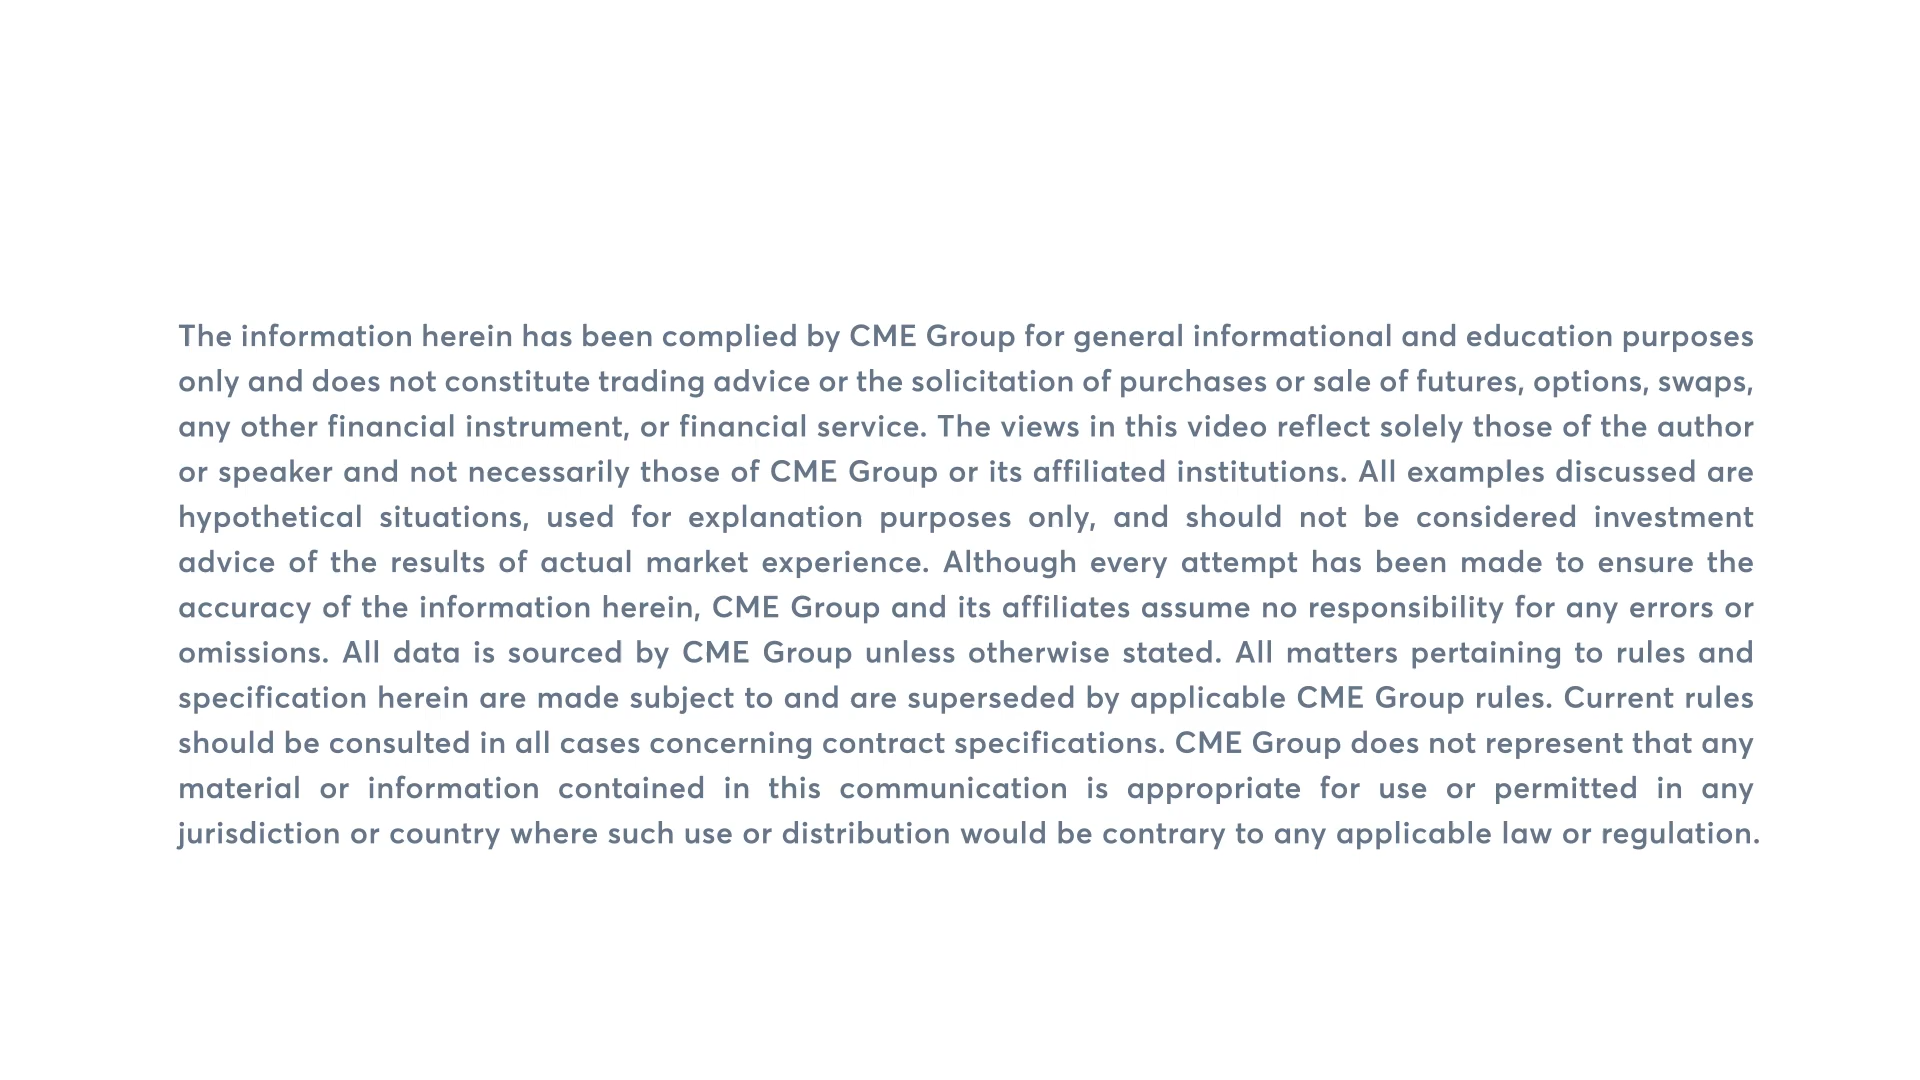 The information herein has been complied by CME Group for general informational and education purposes
only and does not constitute trading advice or the solicitation of purchases or sale of futures, options, swaps,
any other financial instrument, or financial service. The views in this video reflect solely those of the author
or speaker and not necessarily those of CME Group or its affiliated institutions. All examples discussed are
hypothetical situations, used for explanation purposes only, and should not be considered investment
advice of the results of actual market experience. Although every attempt has been made to ensure the
accuracy of the information herein, CME Group and its affiliates assume no responsibility for any errors or
omissions. All data is sourced by CME Group unless otherwise stated. All matters pertaining to rules and
specification herein are made subject to and are superseded by applicable CME Group rules. Current rules
should be consulted in all cases concerning contract specifications. CME Group does not represent that any
material or information contained in this communication is appropriate for use or permitted in any
jurisdiction or country where such use or distribution would be contrary to any applicable law or regulation.